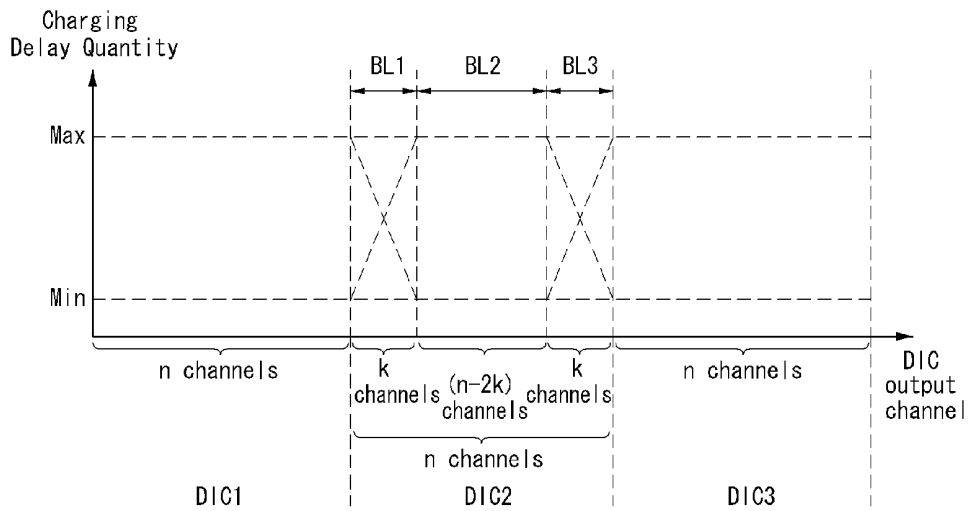 Charging
Delay Quantity
BL1
BL2
BL3
Max
Min
n channels
k
channels
(n-2k)
channels
k
channels
n channels
DIC
output
channel
n channels
DIC1
DIC2
DIC3